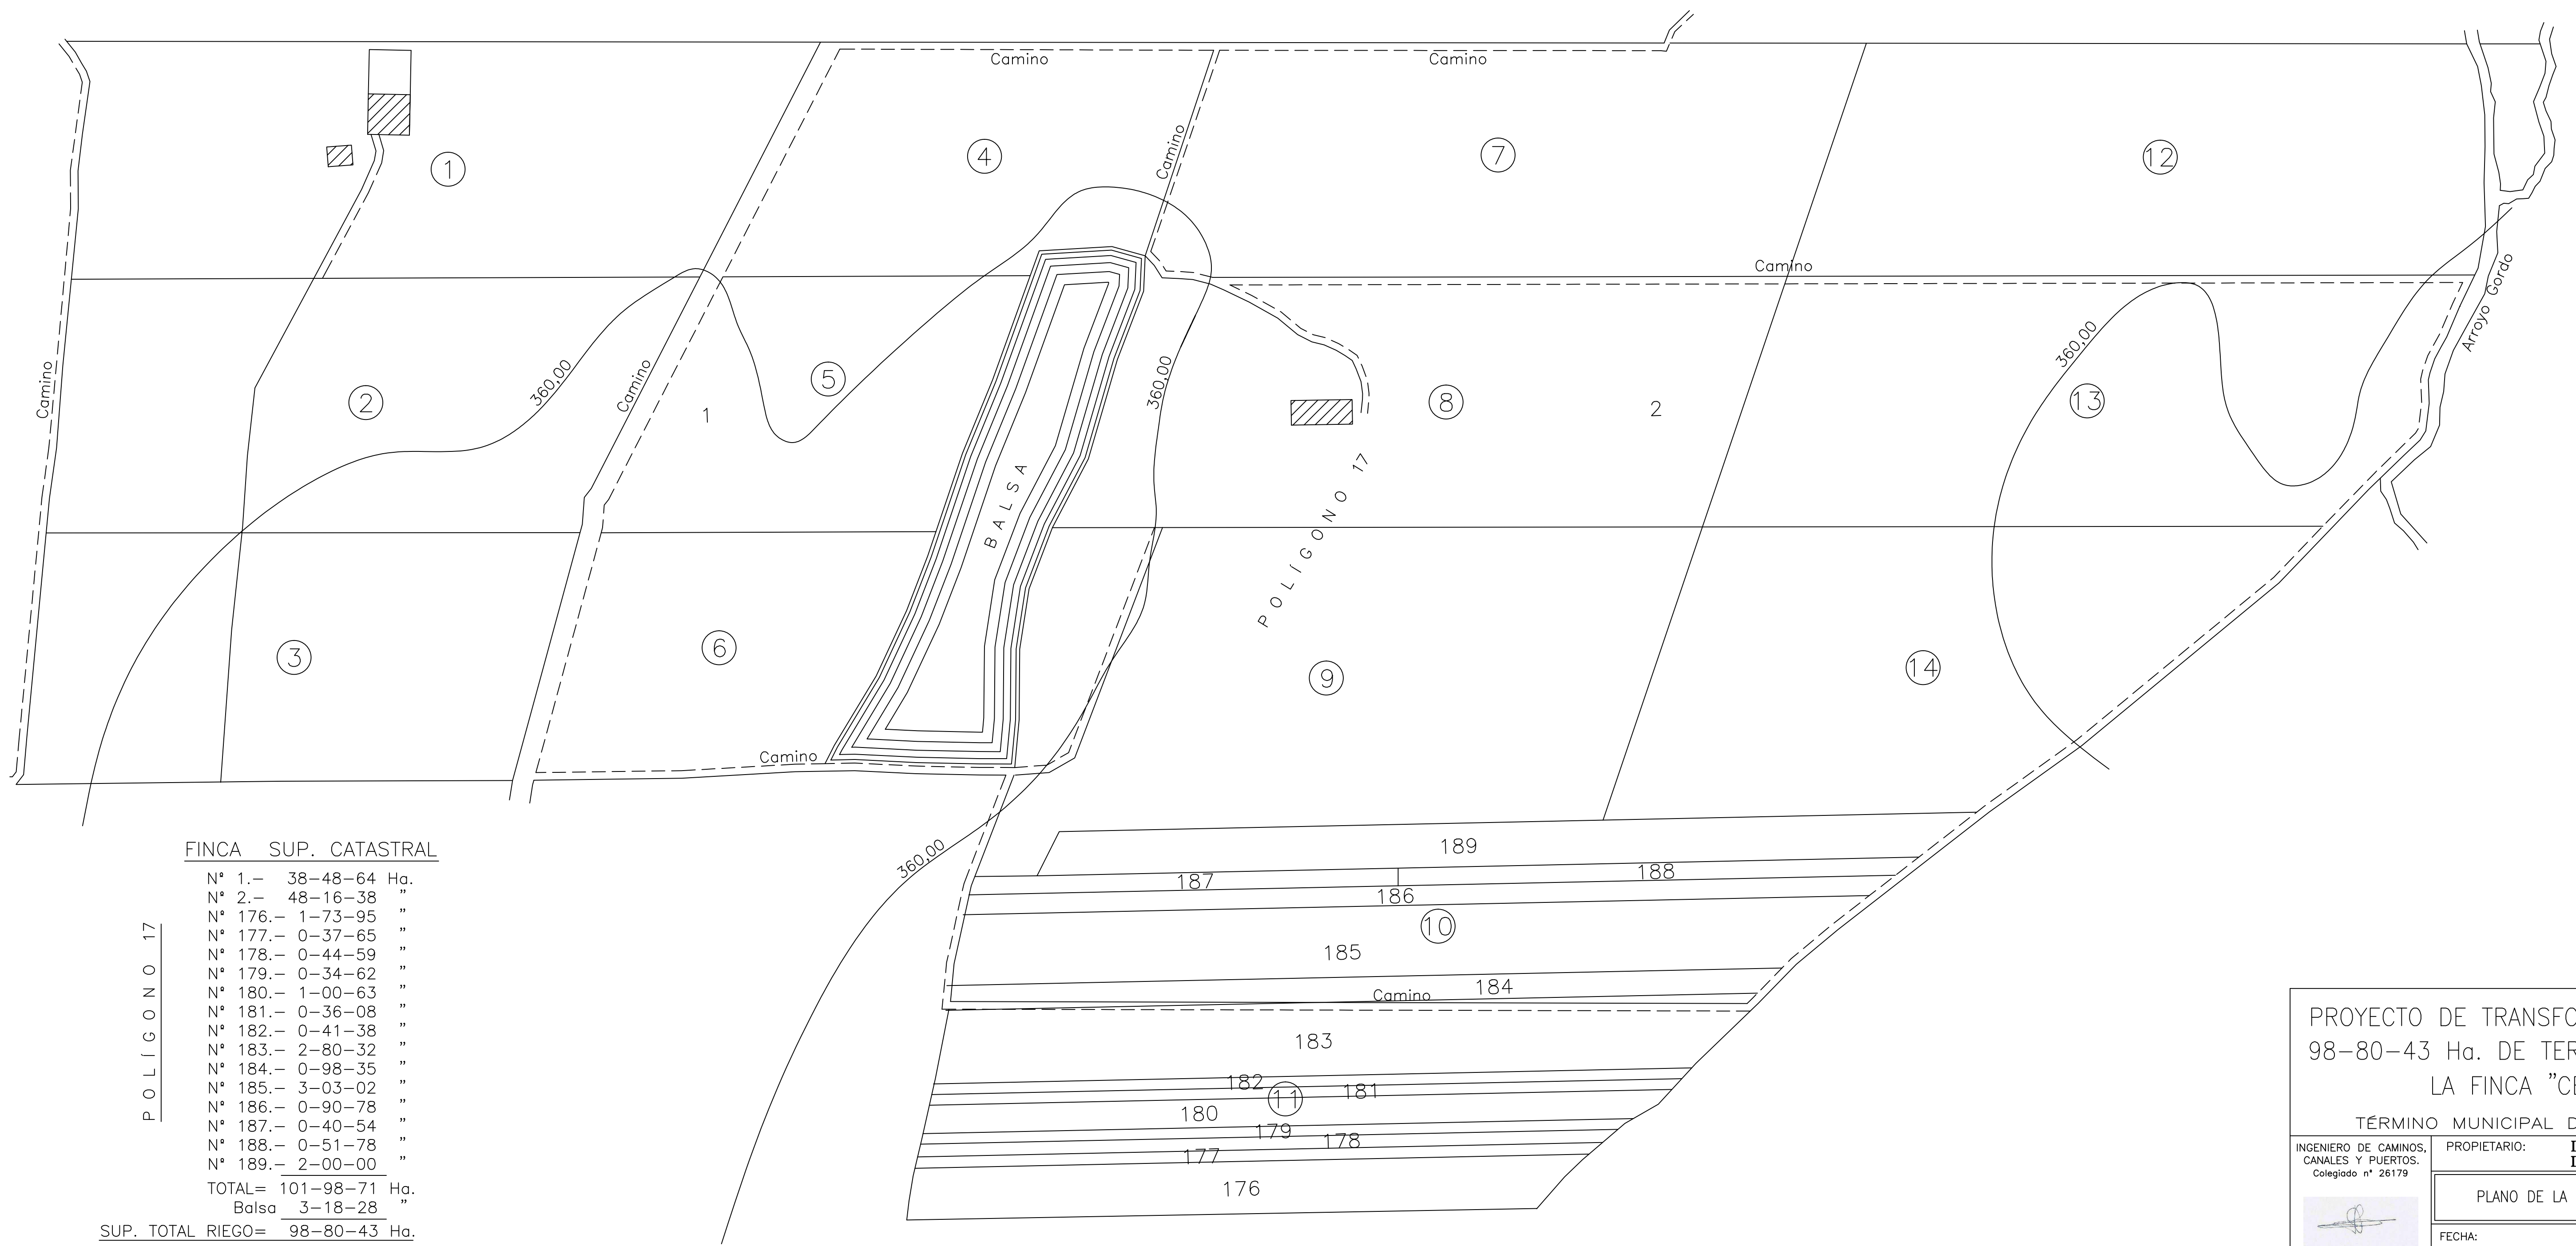 Camino
Camino
1
4
7
12
Camino
Camino
Arroyo Gordo
Camino
2
360,00
Camino
1
5
360,00
8
2
360,00
13
BALSA
POLÍGONO 17
3
6
9
14
Camino
360,00
189
187
188
186
10
185
184
Camino
183
182
11
181
180
179
178
177
176
FINCA SUP. CATASTRAL
POLÍGONO 17
Nº 1.- 38-48-64 Ha.
Nº 2.- 48-16-38 "
Nº 176.- 1-73-95 "
Nº 177.- 0-37-65 "
Nº 178.- 0-44-59 "
Nº 179.- 0-34-62 "
Nº 180.- 1-00-63 "
Nº 181.- 0-36-08 "
Nº 182.- 0-41-38 "
Nº 183.- 2-80-32 "
Nº 184.- 0-98-35 "
Nº 185.- 3-03-02 "
Nº 186.- 0-90-78 "
Nº 187.- 0-40-54 "
Nº 188.- 0-51-78 "
Nº 189.- 2-00-00 "
TOTAL= 101-98-71 Ha.
Balsa 3-18-28 "
SUP. TOTAL RIEGO= 98-80-43 Ha.
PROYECTO DE TRANSFO
98-80-43 Ha. DE TER
LA FINCA "CE
TÉRMINO MUNICIPAL D
INGENIERO DE CAMINOS,
CANALES Y PUERTOS.
Colegiado nº 26179
PROPIETARIO:
PLANO DE LA
FECHA: